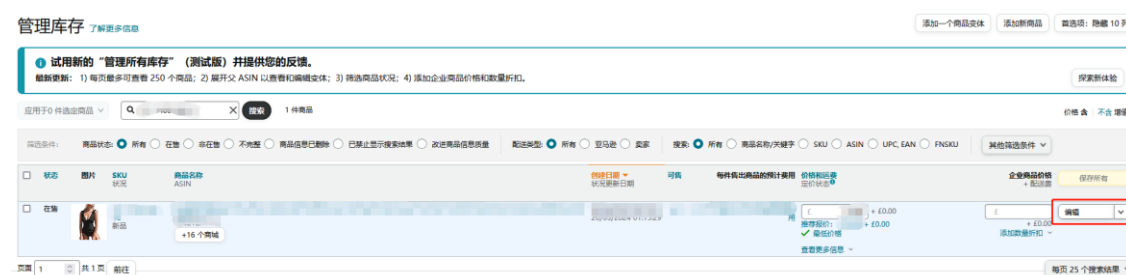 管理库存 了解更多信息
添加一个商品变体 添加新商品 首选项：隐藏 10 列
试用新的“管理所有库存”（测试版）并提供您的反馈。
最新更新： 1) 每页最多可查看 250 个商品；2) 展开父 ASIN 以查看和编辑变体；3) 筛选商品状况；4) 添加企业商品价格和数量折扣。
探索新体验
应用于0 件选定商品 搜索 1 件商品
价格 含 不含 增值
筛选条件： 商品状态: 所有 在售 非在售 不完整 商品信息已删除 已禁止显示搜索结果 改进商品信息质量 配送类型: 所有 亚马逊 卖家 搜索: 所有 商品名称/关键字 SKU ASIN UPC, EAN FNSKU 其他筛选条件
状态 图片 SKU 商品名称 创建日期 可售 每件售出商品的预计费用 价格和运费 企业商品价格 保存所有
状况 ASIN 状况更新日期 定价状态 + 配送费
在售 £ + £0.00 £ 编辑
新品 用 推荐报价: + £0.00 + £0.00
+16 个商城 最低价格 添加数量折扣
查看更多信息
页面 1 共 1 页 前往 每页 25 个搜索结果